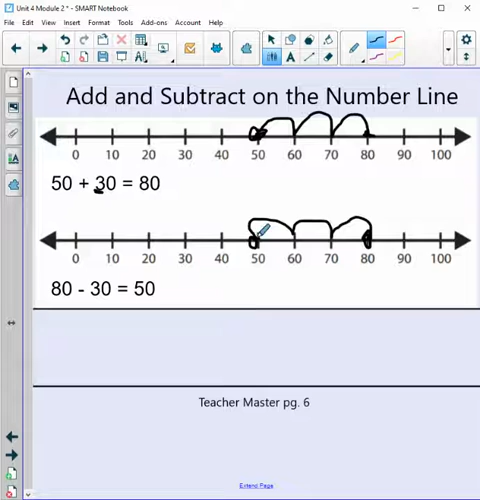 Unit 4 Module 2 * - SMART Notebook
File Edit View Insert Format Tools Add-ons Account Help
Add and Subtract on the Number Line
0 10 20 30 40 50 60 70 80 90 100
50 + 30 = 80
0 10 20 30 40 50 60 70 80 90 100
80 - 30 = 50
Teacher Master pg. 6
Extend Page